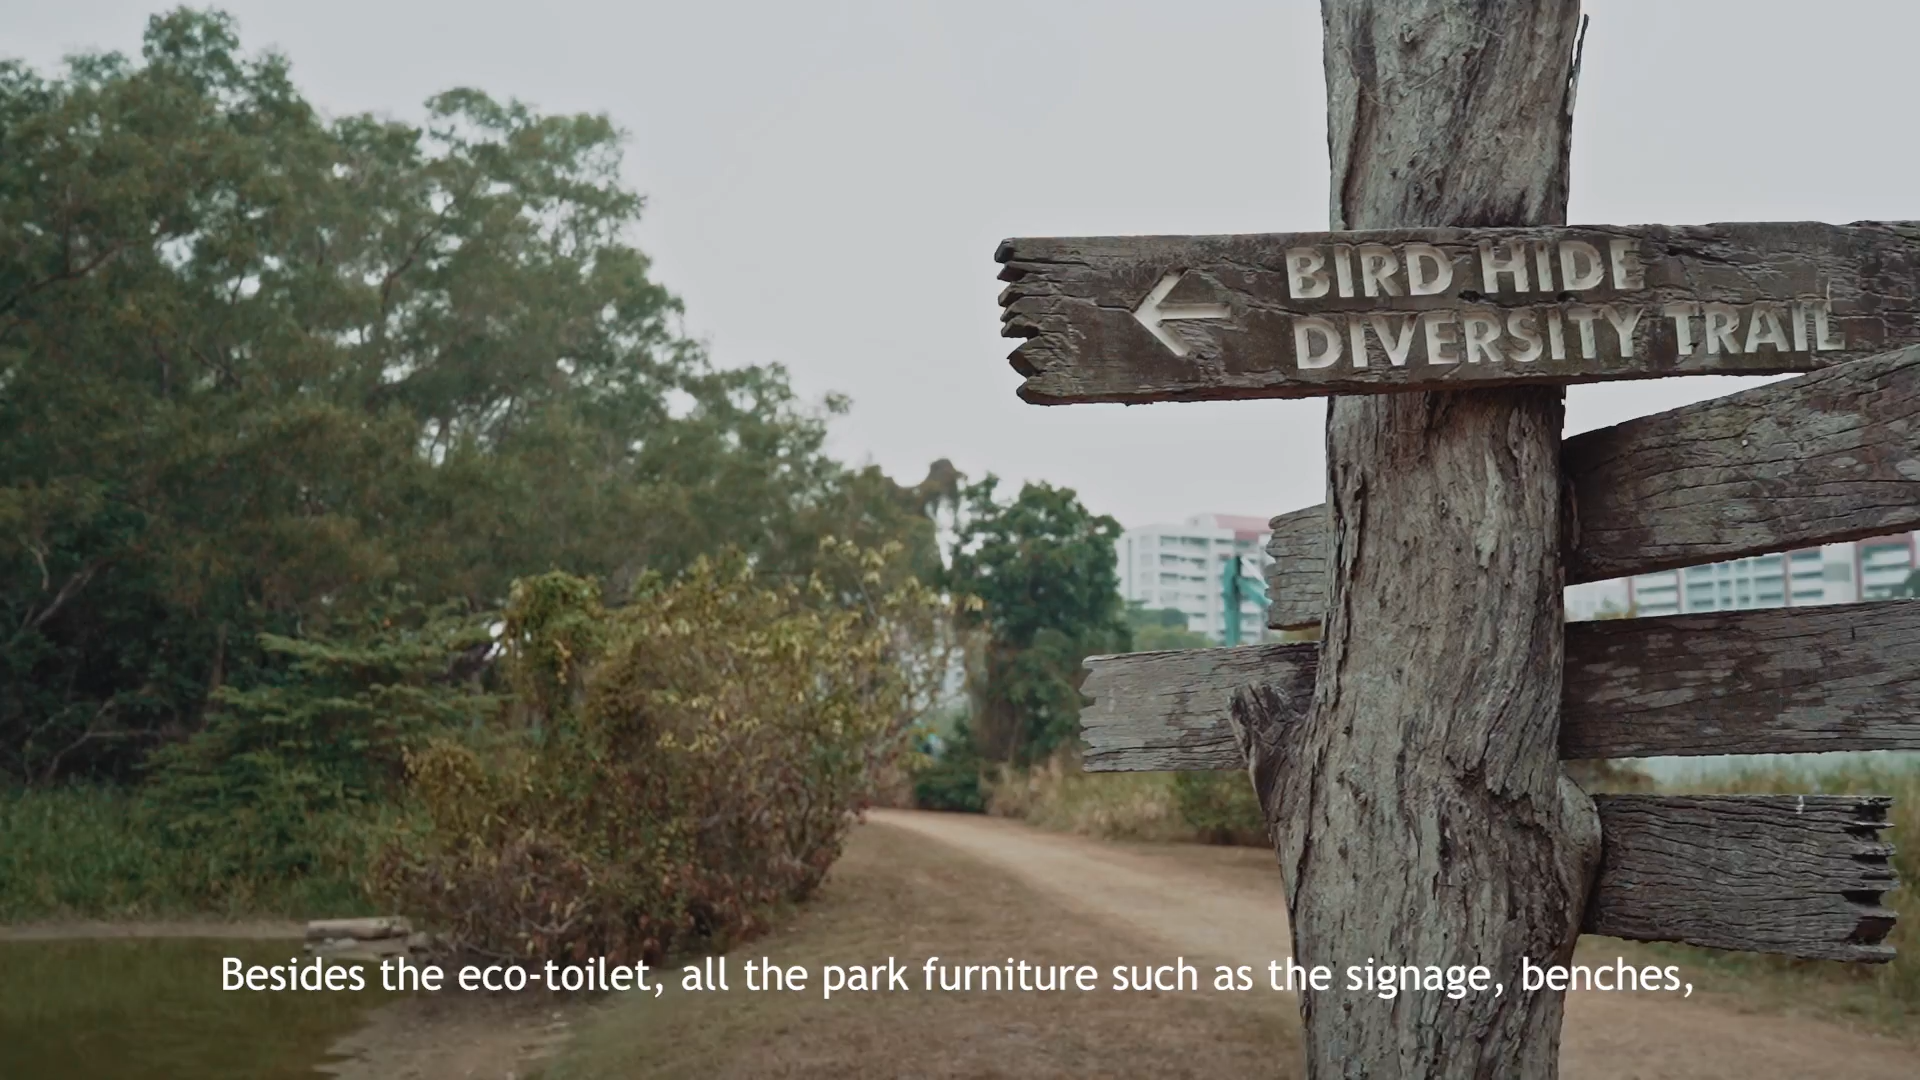 BIRD HIDE
DIVERSITY TRAIL
Besides the eco-toilet, all the park furniture such as the signage, benches,